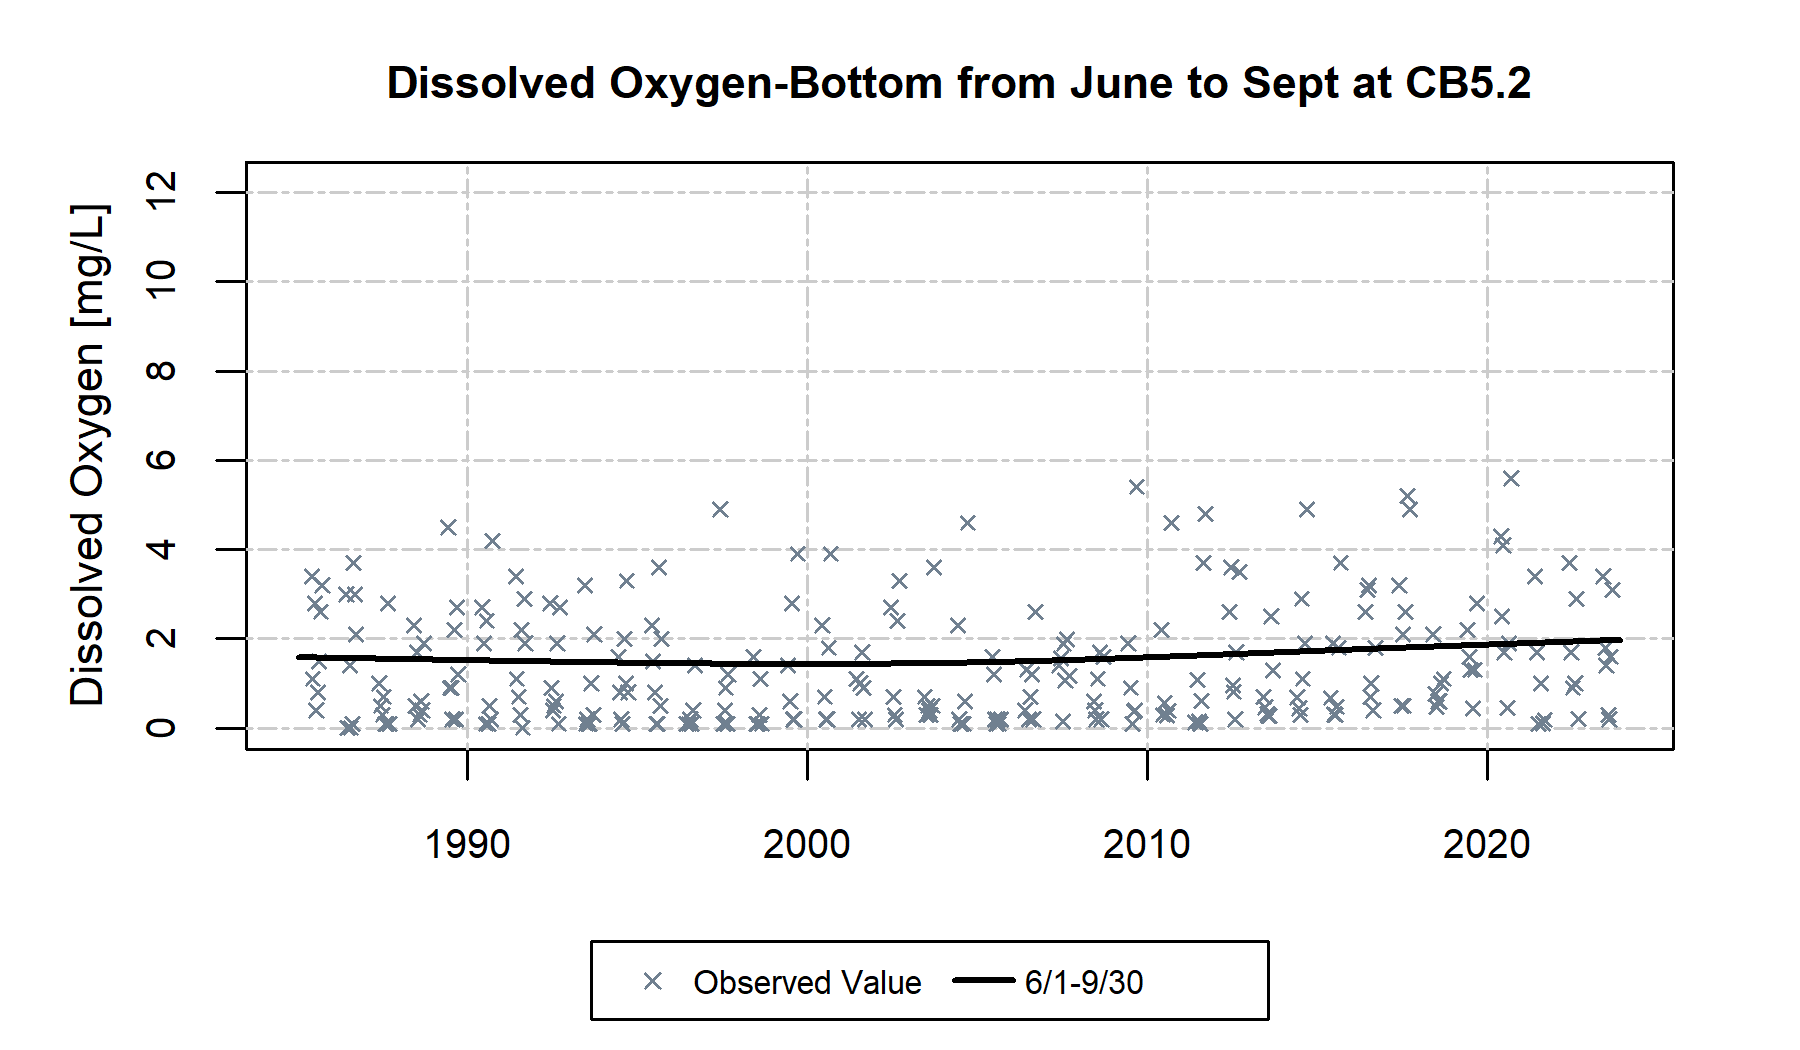 Dissolved Oxygen-Bottom from June to Sept at CB5.2
Dissolved Oxygen [mg/L]
12
10
8
6
4
2
0
1990 2000 2010 2020
Observed Value 6/1-9/30